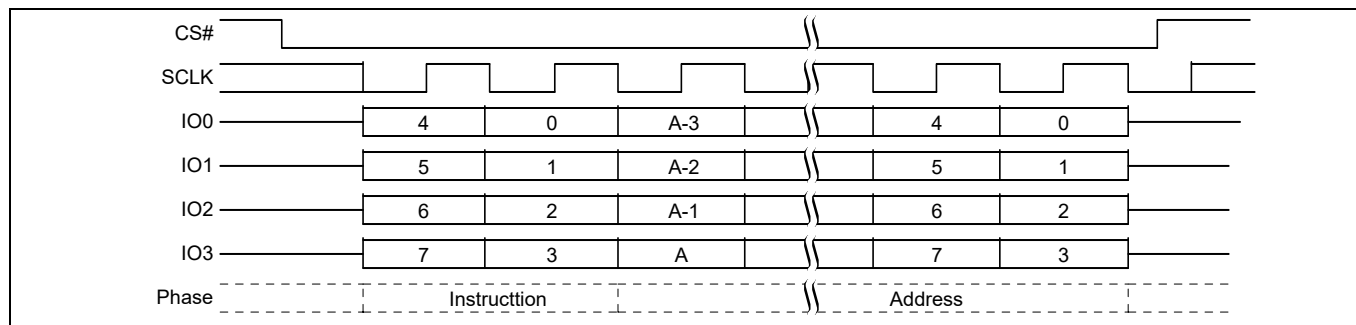 CS#
SCLK
IO0 4 0 A-3 4 0
IO1 5 1 A-2 5 1
IO2 6 2 A-1 6 2
IO3 7 3 A 7 3
Phase Instructtion Address